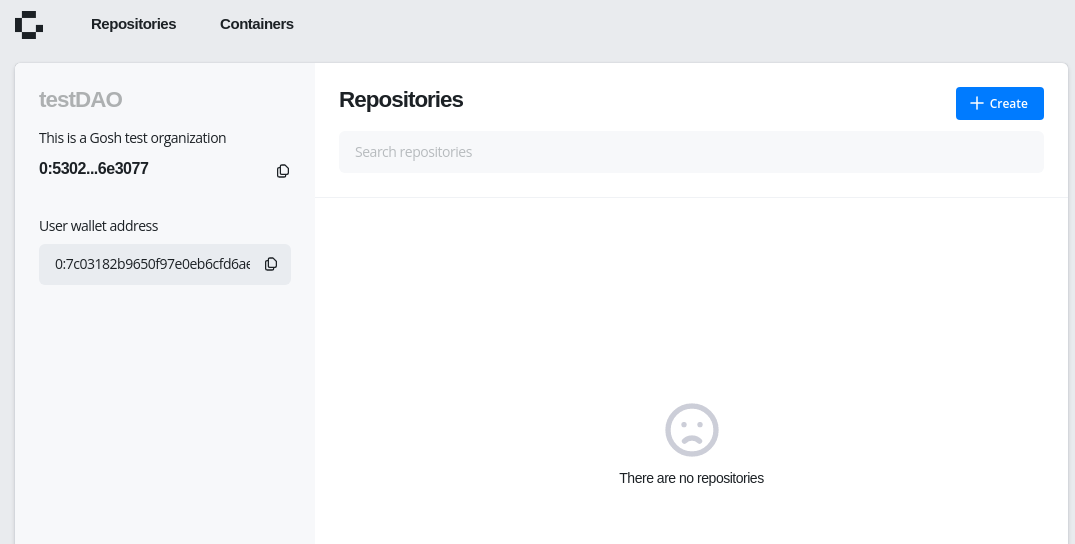 Repositories Containers
testDAO
This is a Gosh test organization
0:5302...6e3077
User wallet address
0:7c03182b9650f97e0eb6cfd6ae
Repositories
Create
Search repositories
There are no repositories